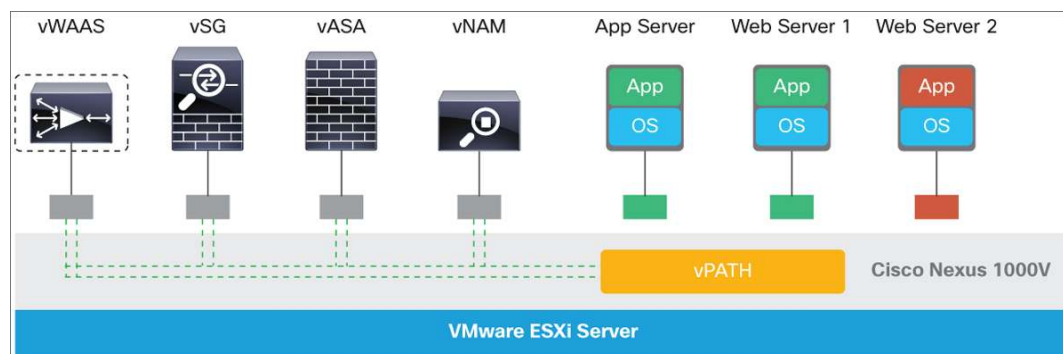 vWAAS vSG vASA vNAM App Server Web Server 1 Web Server 2
App App App
OS OS OS
vPATH Cisco Nexus 1000V
VMware ESXi Server